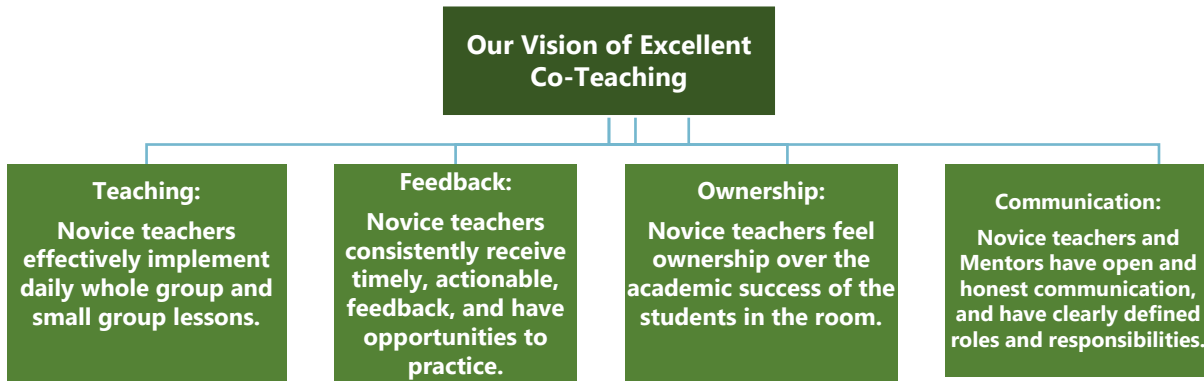 Our Vision of Excellent
Co-Teaching
Teaching:
Novice teachers
effectively implement
daily whole group and
small group lessons.
Feedback:
Novice teachers
consistently receive
timely, actionable,
feedback, and have
opportunities to
practice.
Ownership:
Novice teachers feel
ownership over the
academic success of the
students in the room.
Communication:
Novice teachers and
Mentors have open and
honest communication,
and have clearly defined
roles and responsibilities.